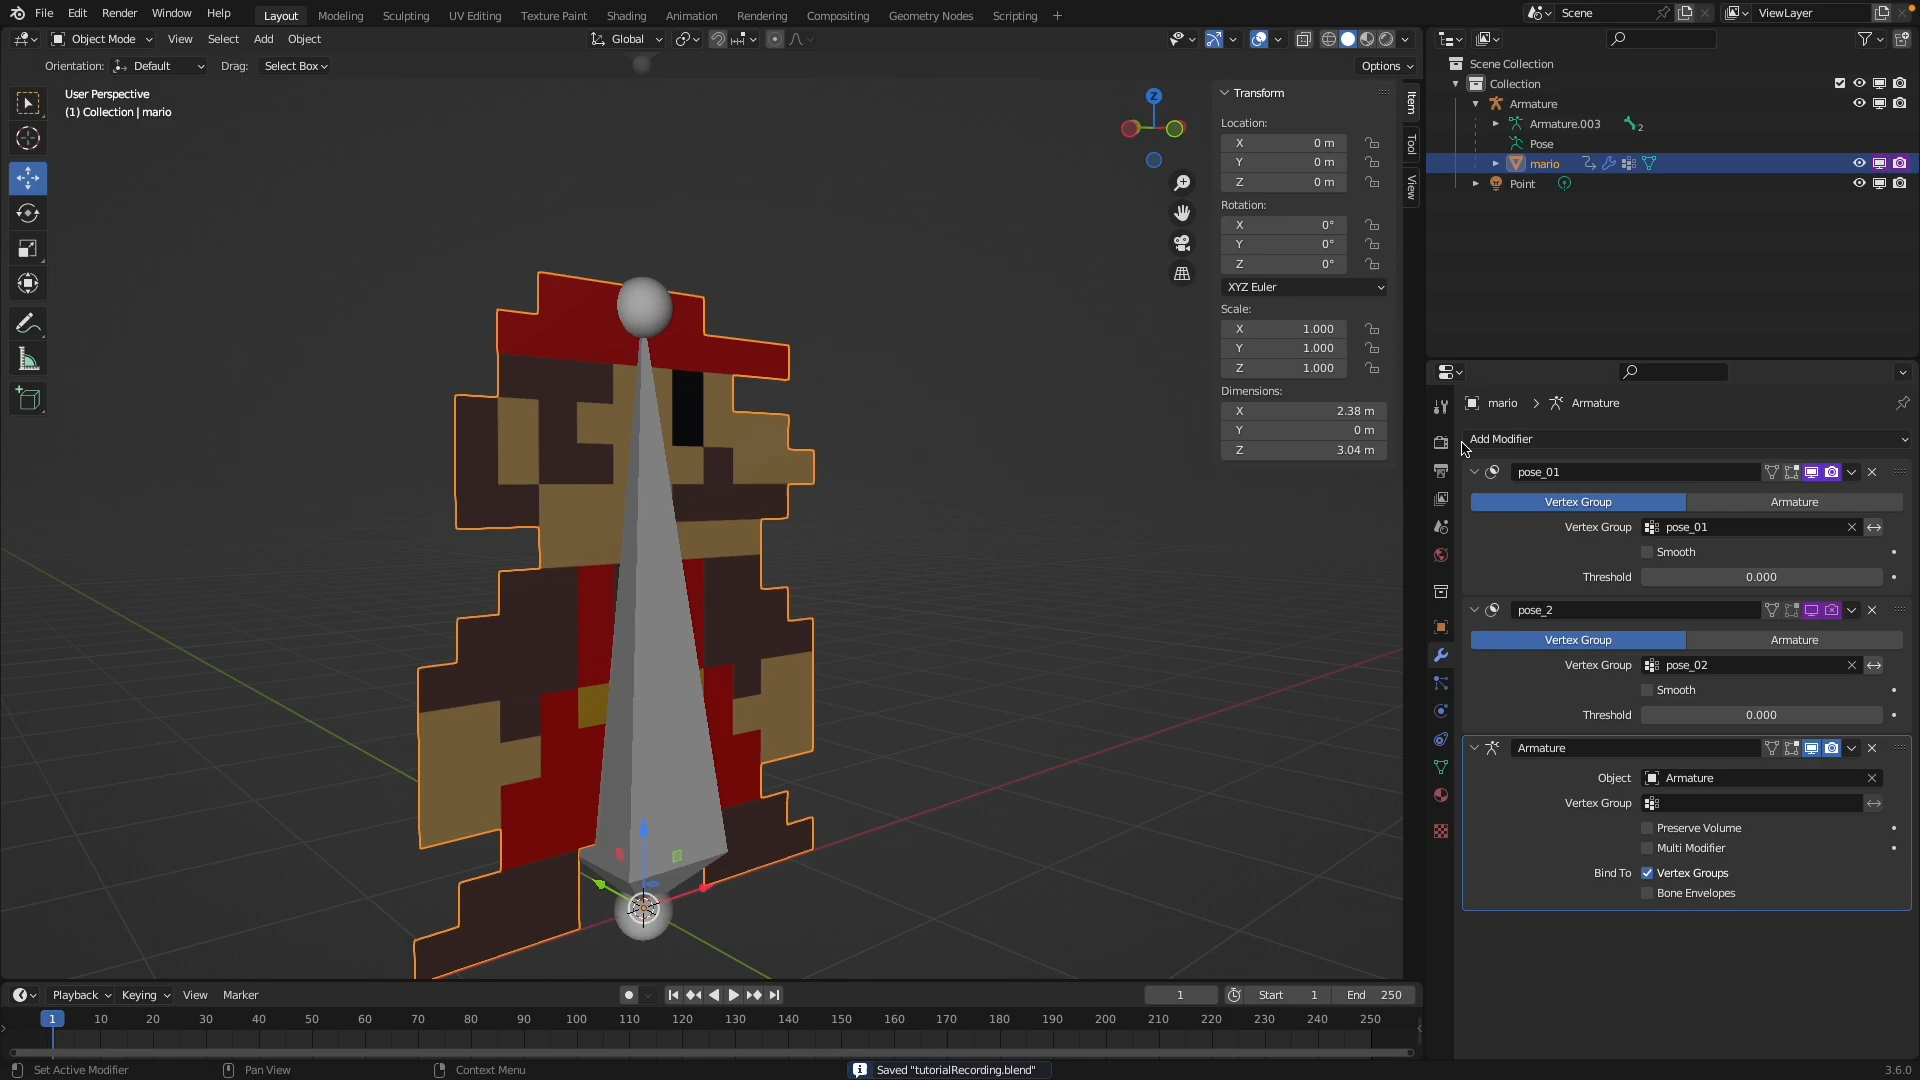 File Edit Render Window Help Layout Modeling Sculpting UV Editing Texture Paint Shading Animation Rendering Compositing Geometry Nodes Scripting + Scene ViewLayer
Object Mode View Select Add Object Global
Orientation: Default Drag: Select Box Options
User Perspective
(1) Collection | mario
Z
Transform
Location:
X 0 m
Y 0 m
Z 0 m
Rotation:
X 0°
Y 0°
Z 0°
XYZ Euler
Scale:
X 1.000
Y 1.000
Z 1.000
Dimensions:
X 2.38 m
Y 0 m
Z 3.04 m
Item
Tool
View
Scene Collection
Collection
Armature
Armature.003 2
Pose
mario
Point
mario > Armature
Add Modifier
pose_01
Vertex Group Armature
Vertex Group pose_01
Smooth
Threshold 0.000
pose_2
Vertex Group Armature
Vertex Group pose_02
Smooth
Threshold 0.000
Armature
Object Armature
Vertex Group
Preserve Volume
Multi Modifier
Bind To Vertex Groups
Bone Envelopes
Playback Keying View Marker 1 Start 1 End 250
1 10 20 30 40 50 60 70 80 90 100 110 120 130 140 150 160 170 180 190 200 210 220 230 240 250
Set Active Modifier Pan View Context Menu Saved "tutorialRecording.blend" 3.6.0